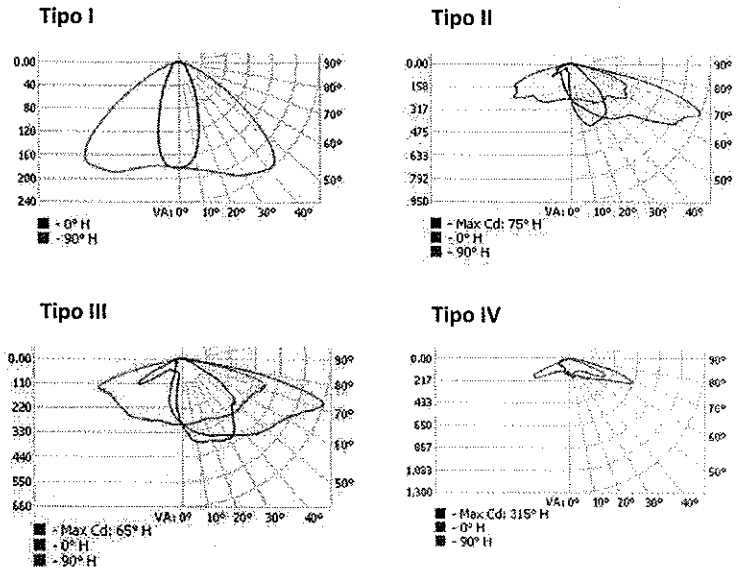 Tipo I
0.00
40
80
120
160
200
240
90°
80°
70°
60°
50°
VA: 0° 10° 20° 30° 40°
- 0° H
- 90° H
Tipo II
0.00
158
317
475
633
792
950
90°
80°
70°
60°
50°
VA: 0° 10° 20° 30° 40°
- Max Cd: 75° H
- 0° H
- 90° H
Tipo III
0.00
110
220
330
440
550
660
90°
80°
70°
60°
50°
VA: 0° 10° 20° 30° 40°
- Max Cd: 65° H
- 0° H
- 90° H
Tipo IV
0.00
217
433
650
867
1,083
1,300
90°
80°
70°
60°
50°
VA: 0° 10° 20° 30° 40°
- Max Cd: 315° H
- 0° H
- 90° H